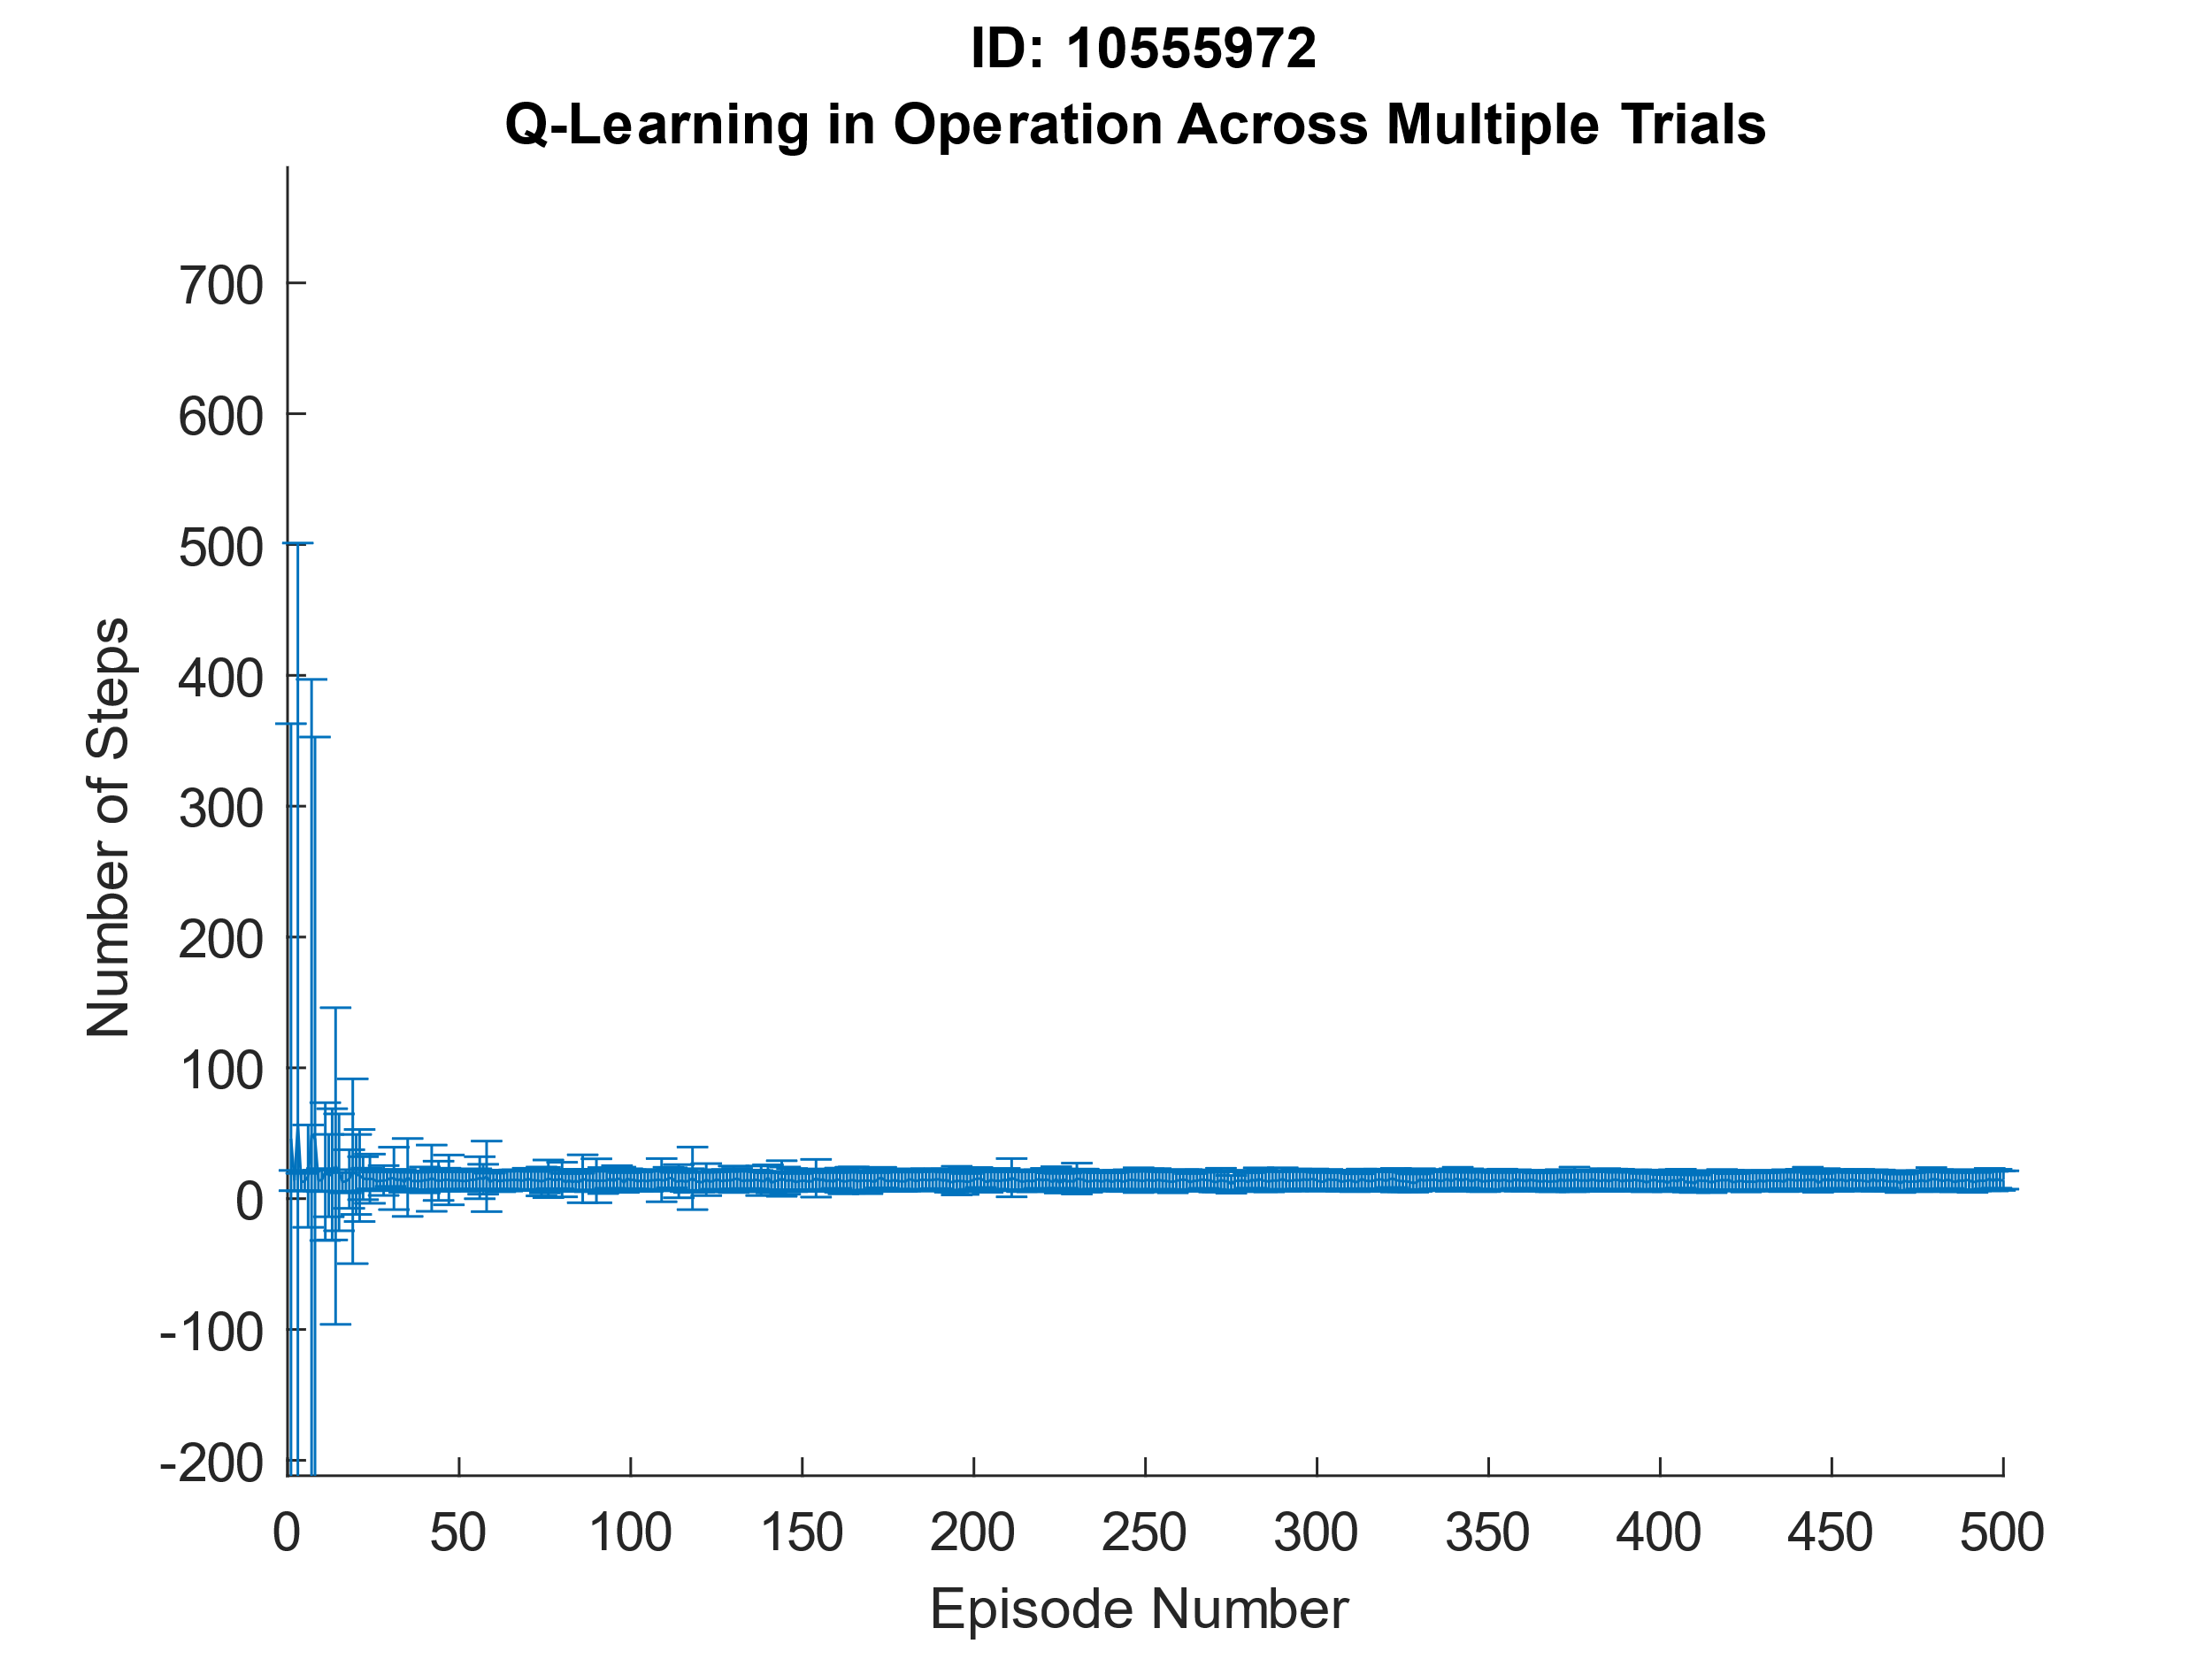 ID: 10555972
Q-Learning in Operation Across Multiple Trials
700
600
500
400
300
200
100
0
-100
-200
Number of Steps
0 50 100 150 200 250 300 350 400 450 500
Episode Number